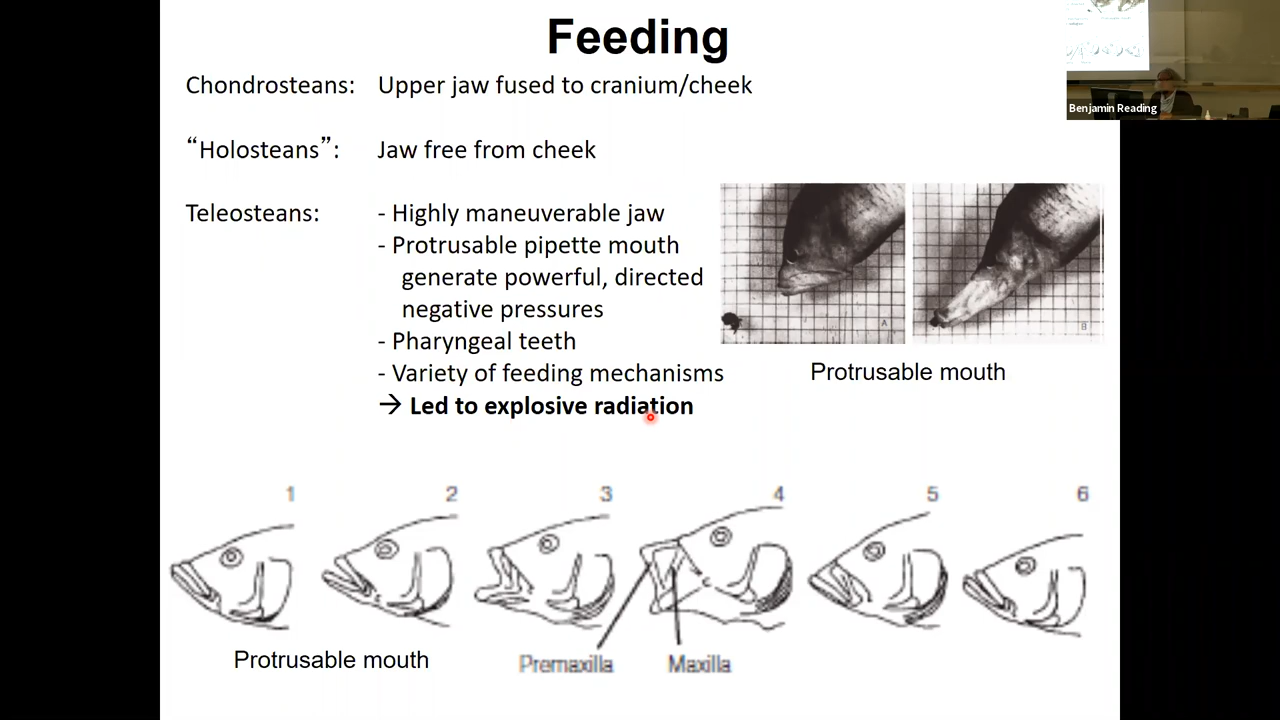 Feeding
Chondrosteans: Upper jaw fused to cranium/cheek
“Holosteans”: Jaw free from cheek
Teleosteans: - Highly maneuverable jaw
- Protrusable pipette mouth
generate powerful, directed
negative pressures
- Pharyngeal teeth
- Variety of feeding mechanisms
→ Led to explosive radiation
A
B
Protrusable mouth
1 2 3 4 5 6
Premaxilla Maxilla
Protrusable mouth
Benjamin Reading